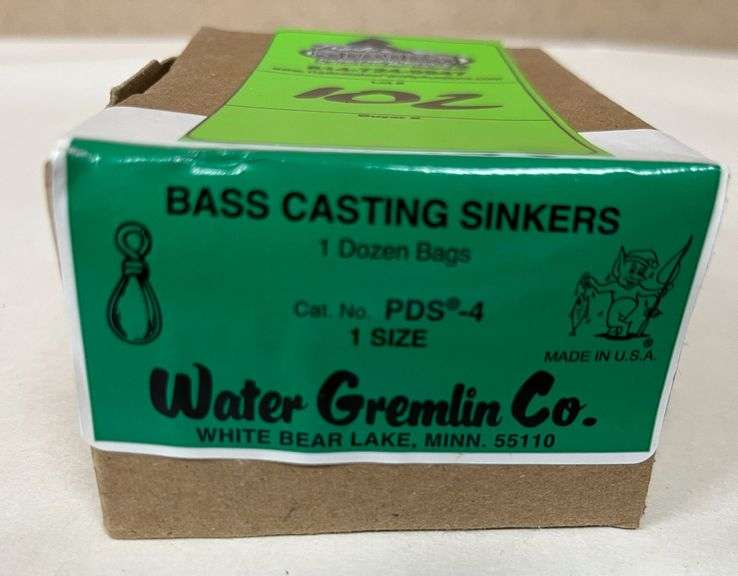 102
BASS CASTING SINKERS
1 Dozen Bags
Cat. No. PDS®-4
1 SIZE
®
MADE IN U.S.A.
Water Gremlin Co.
WHITE BEAR LAKE, MINN. 55110